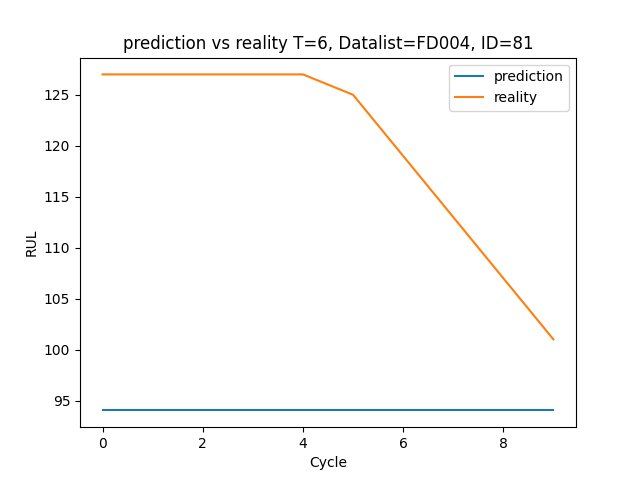 prediction vs reality T=6, Datalist=FD004, ID=81
prediction
reality
RUL
125
120
115
110
105
100
95
0 2 4 6 8
Cycle